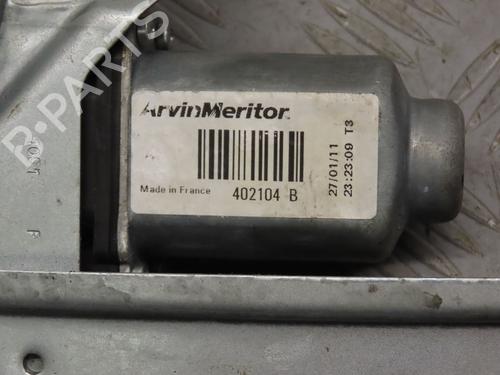 B-PARTS
ArvinMeritor
Made in France
402104 B
27/01/11
23:23:09 T3
F